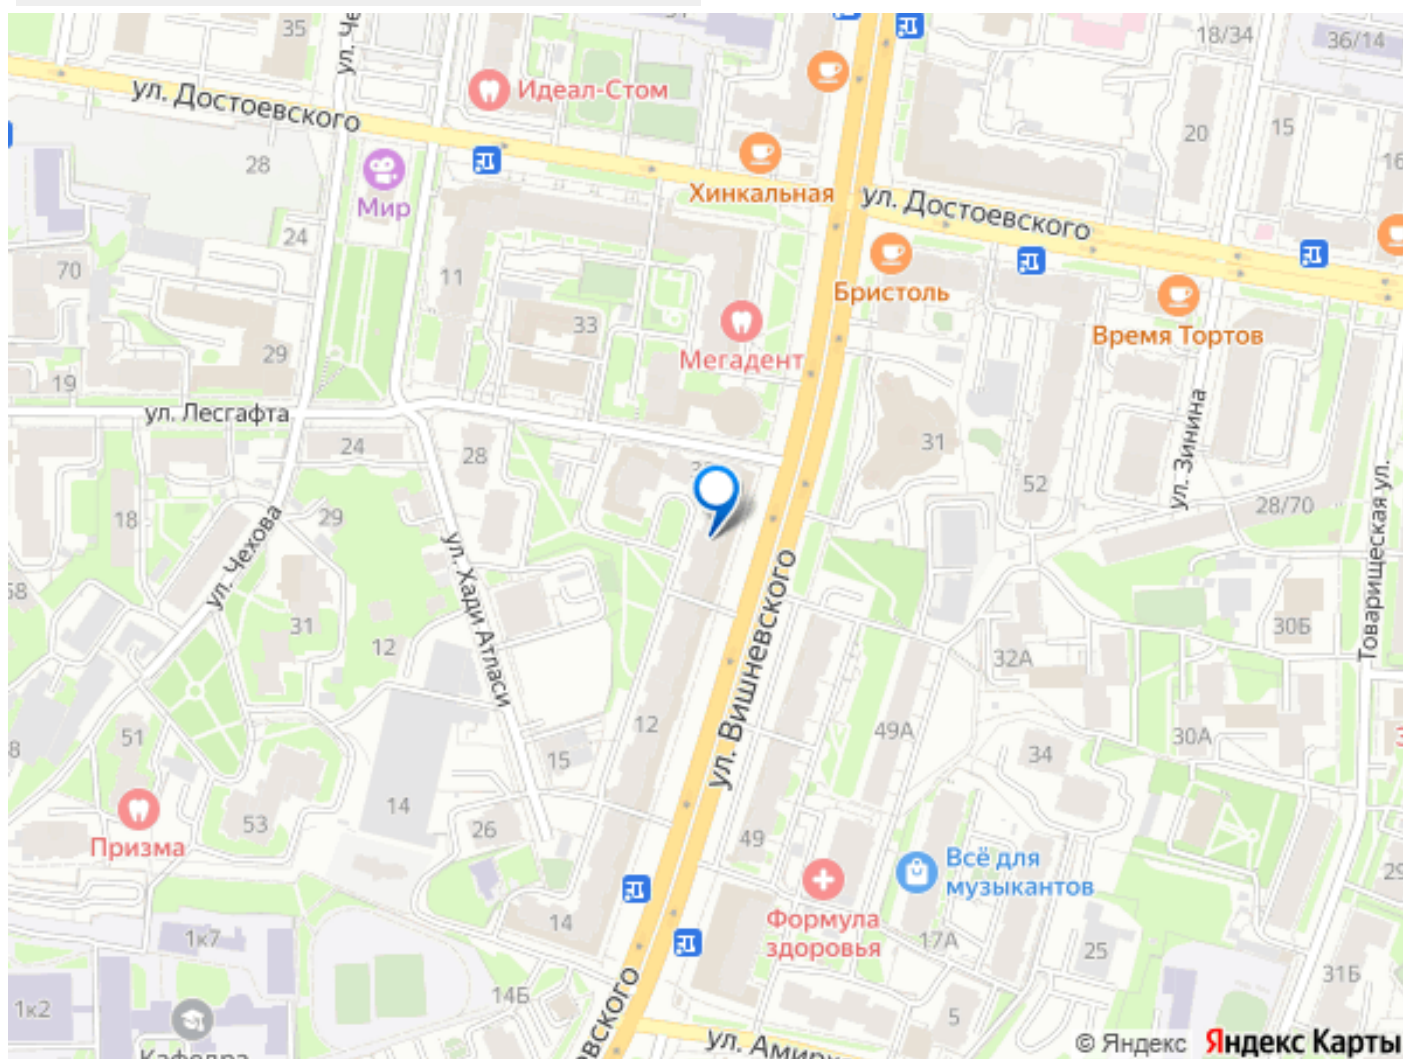 35
ул. Че
18/34
36/14
Идеал-Стом
ул. Достоевского
28
20
15
16
Хинкальная
ул. Достоевского
Мир
24
70
11
Бристоль
33
Мегадент
Время Тортов
29
19
ул. Лесгафта
24
28
31
52
ул. Зинина
28/70
Товарищеская ул.
18
29
ул. Чехова
ул. Хади Атласи
ул. Вишневского
31
12
30Б
32А
12
49А
30А
34
51
15
14
53
26
49
Призма
Всё для
музыкантов
Формула
здоровья
14
17А
25
29
1к7
31Б
1к2
14Б
5
Кафедра
ул. Амирх
© Яндекс
Яндекс Карты